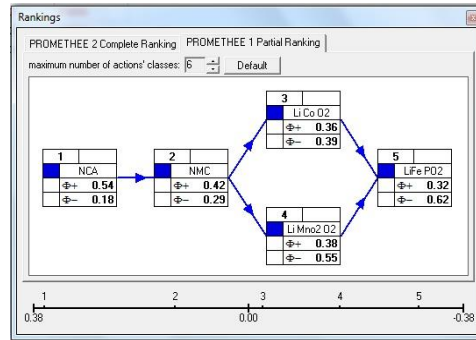 Rankings
PROMETHEE 2 Complete Ranking PROMETHEE 1 Partial Ranking
maximum number of actions' classes: 6 Default
1
NCA
Φ+ 0.54
Φ− 0.18
2
NMC
Φ+ 0.42
Φ− 0.29
3
Li Co O2
Φ+ 0.36
Φ− 0.39
4
Li Mno2 O2
Φ+ 0.38
Φ− 0.55
5
LiFe PO2
Φ+ 0.32
Φ− 0.62
1 2 3 4 5
0.38 0.00 -0.38